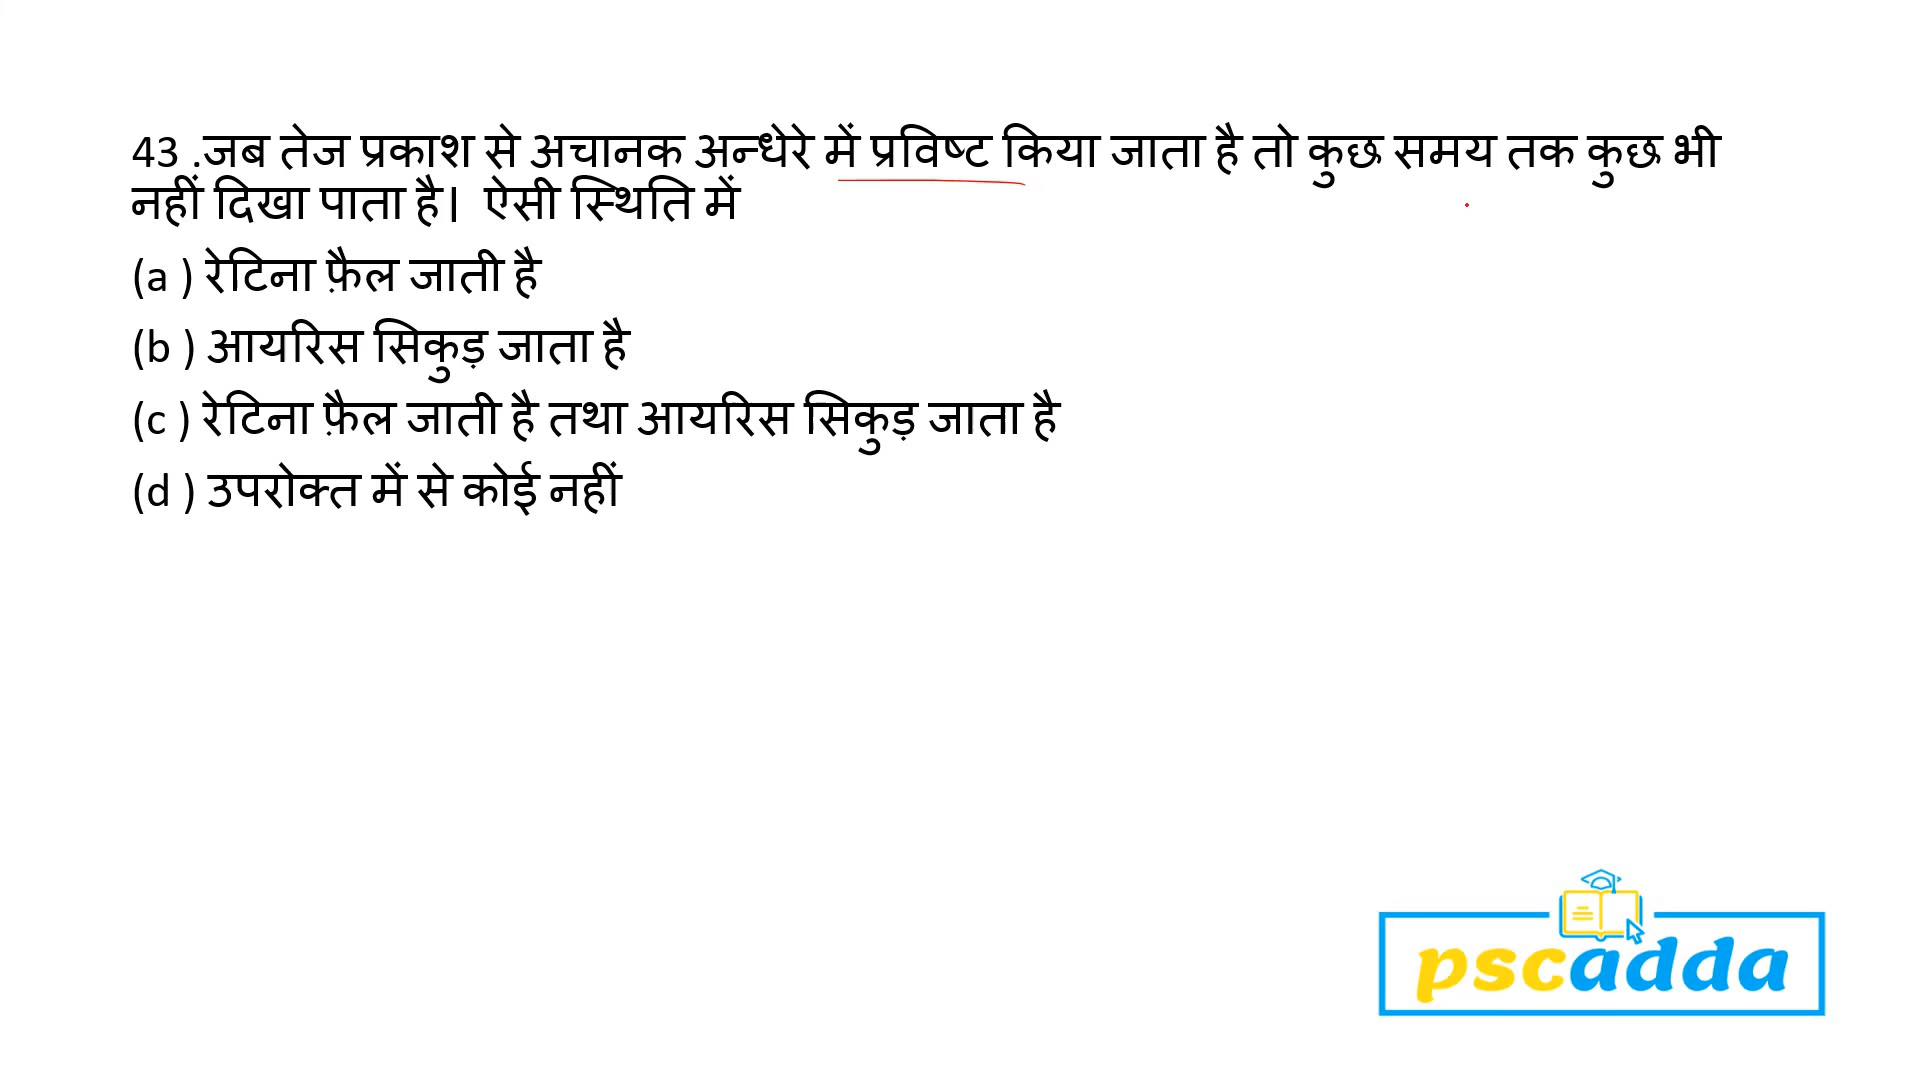 43 .जब तेज प्रकाश से अचानक अन्धेरे में प्रविष्ट किया जाता है तो कुछ समय तक कुछ भी
नहीं दिखा पाता है।  ऐसी स्थिति में
(a ) रेटिना फ़ैल जाती है
(b ) आयरिस सिकुड़ जाता है
(c ) रेटिना फ़ैल जाती है तथा आयरिस सिकुड़ जाता है
(d ) उपरोक्त में से कोई नहीं
pscadda